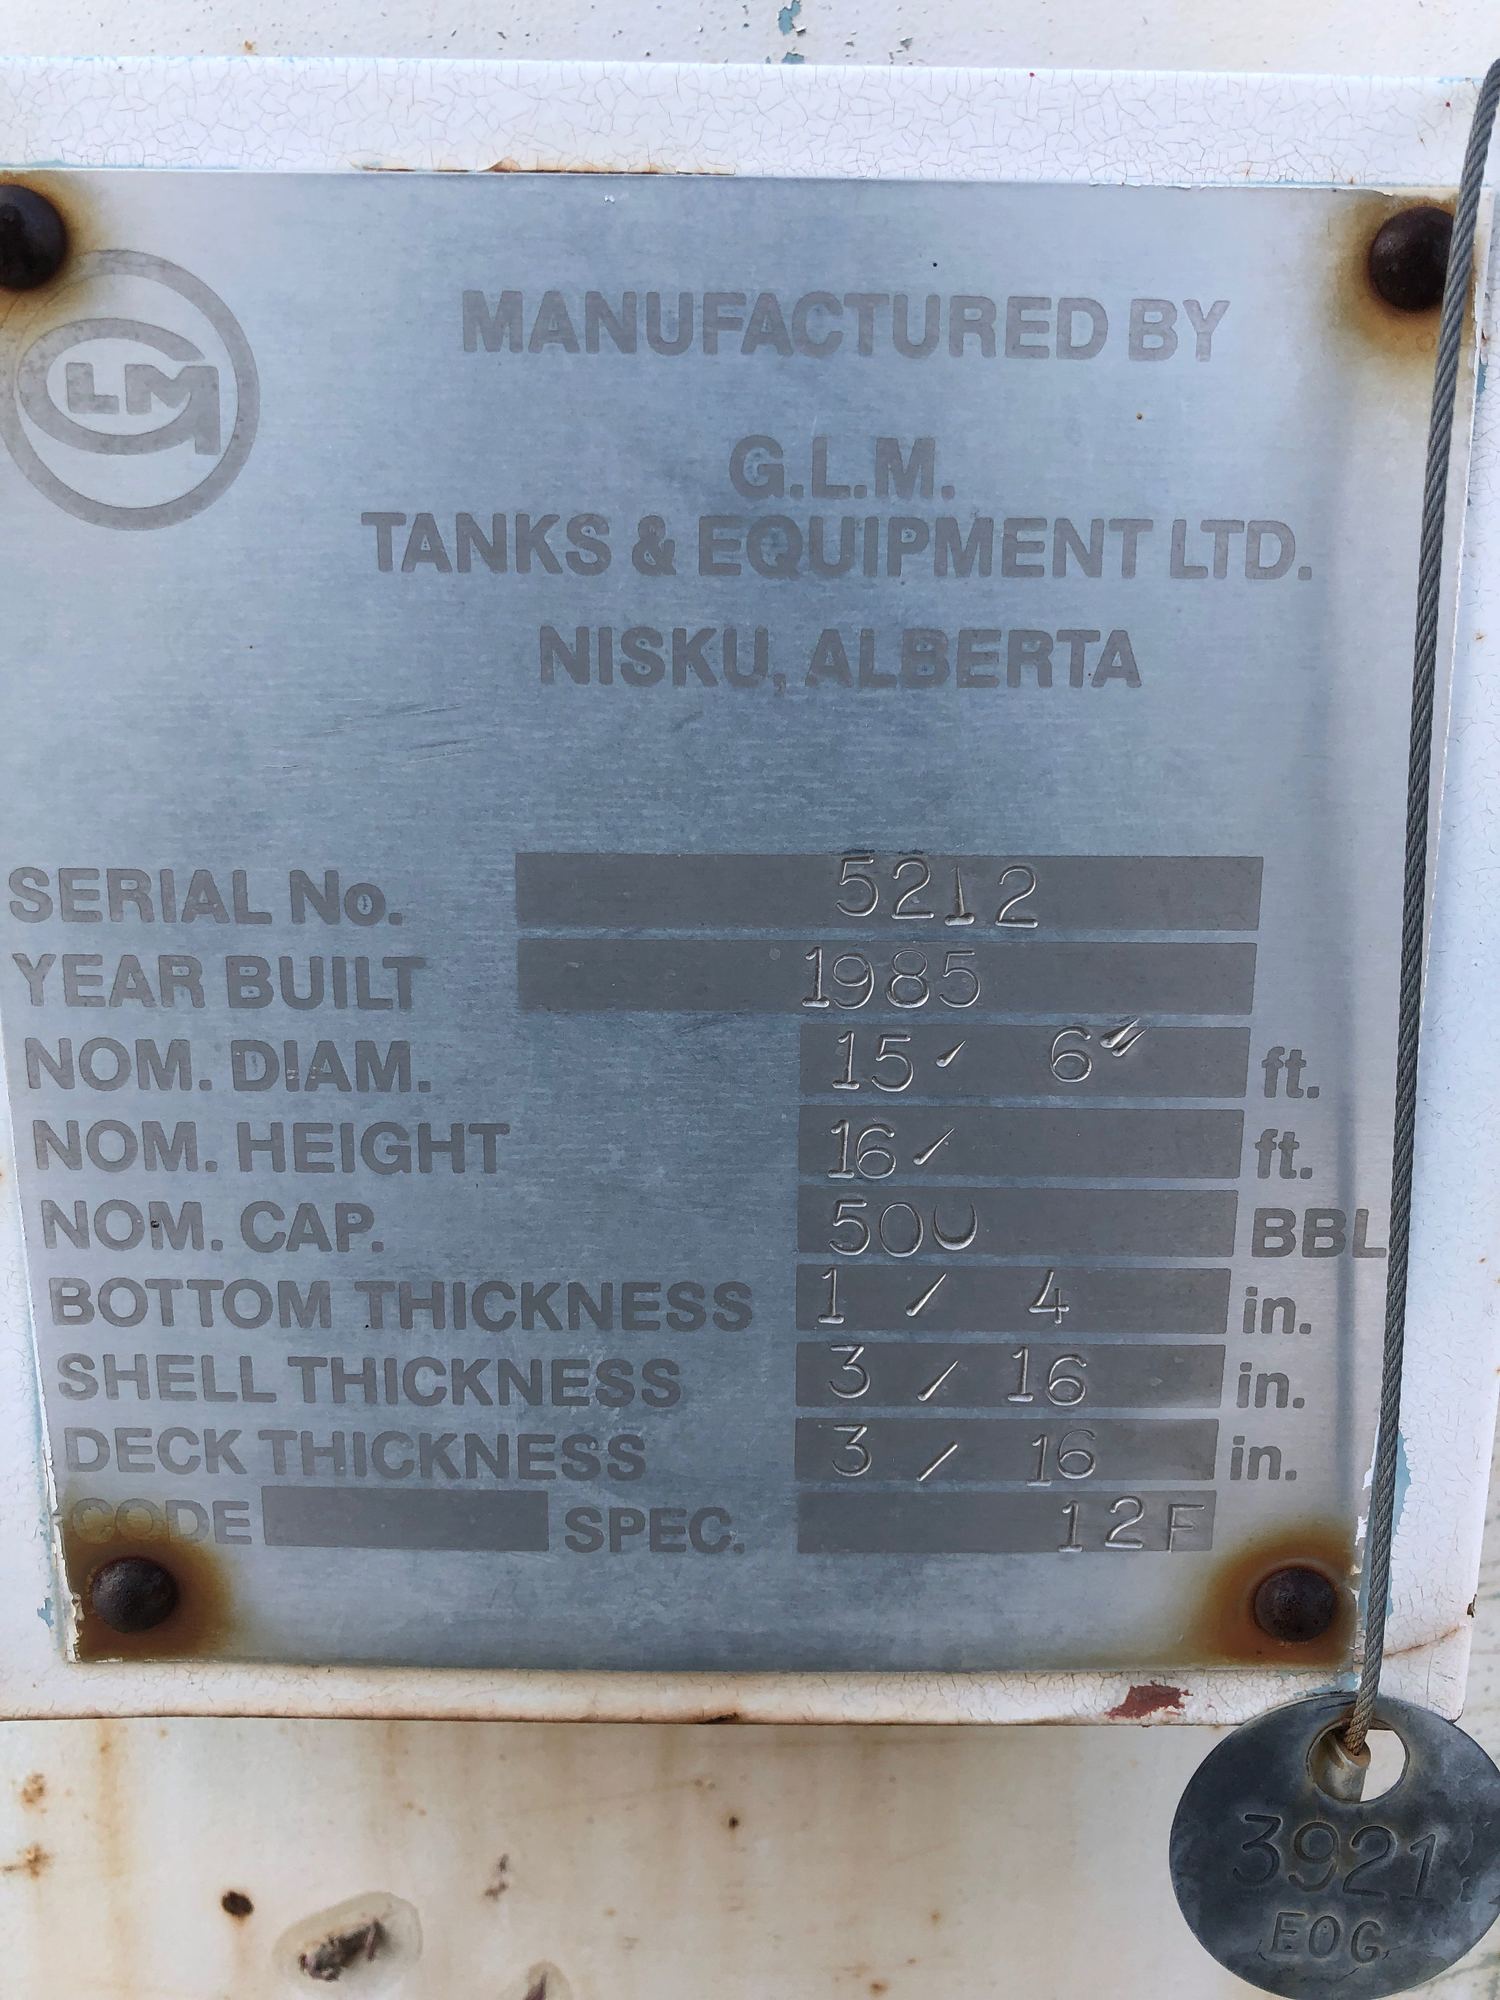 GLM
MANUFACTURED BY
G.L.M.
TANKS & EQUIPMENT LTD.
NISKU, ALBERTA
SERIAL No. 5212
YEAR BUILT 1985
NOM. DIAM. 15' 6" ft.
NOM. HEIGHT 16' ft.
NOM. CAP. 500 BBL
BOTTOM THICKNESS 1 / 4 in.
SHELL THICKNESS 3 / 16 in.
DECK THICKNESS 3 / 16 in.
CODE SPEC. 12F
3921
EOG